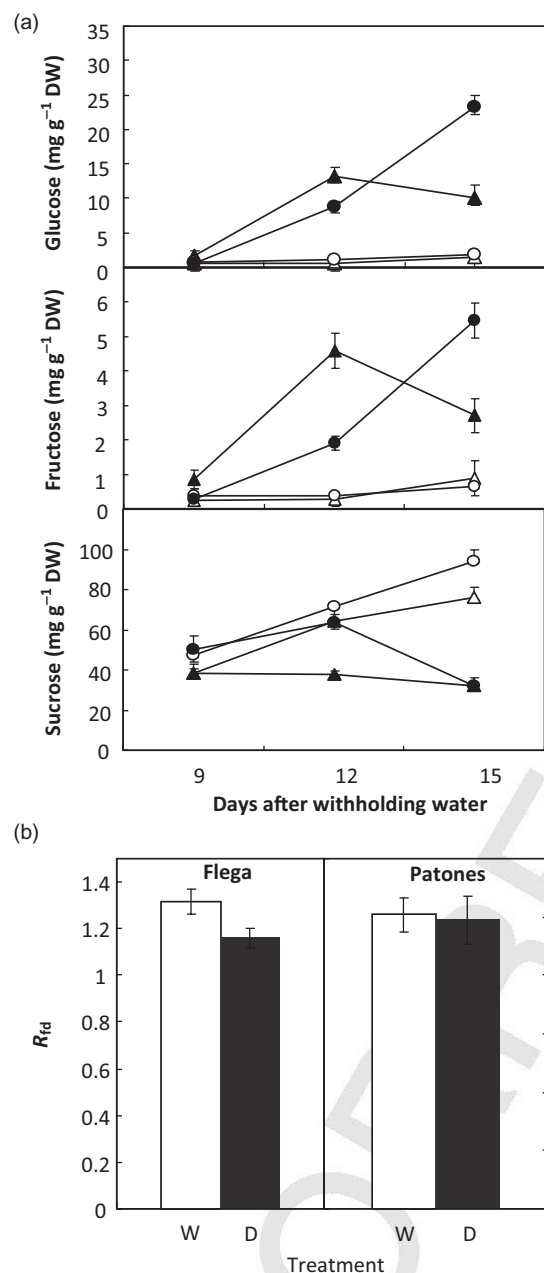 (a)
35
30
25
20
15
10
5
0
Glucose (mg g⁻¹ DW)
6
5
4
3
2
1
0
Fructose (mg g⁻¹ DW)
100
80
60
40
20
0
Sucrose (mg g⁻¹ DW)
9 12 15
Days after withholding water
(b)
Flega Patones
1.4
1.2
1
0.8
0.6
0.4
0.2
0
Rfd
W D W D
Treatment